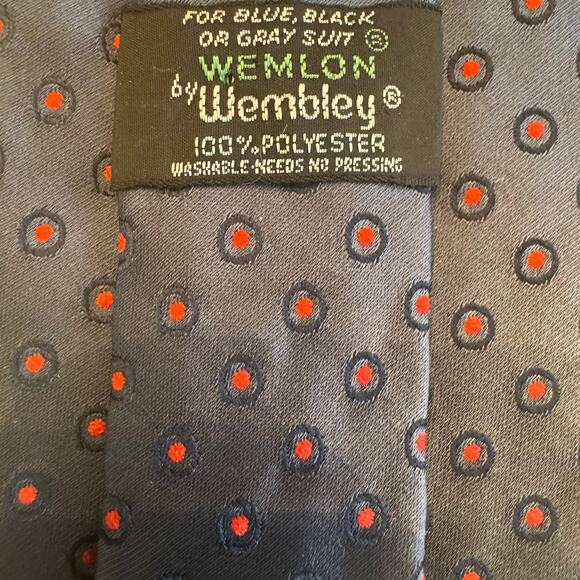 FOR BLUE, BLACK
OR GRAY SUIT ®
WEMLON
by Wembley ®
100% POLYESTER
WASHABLE-NEEDS NO PRESSING